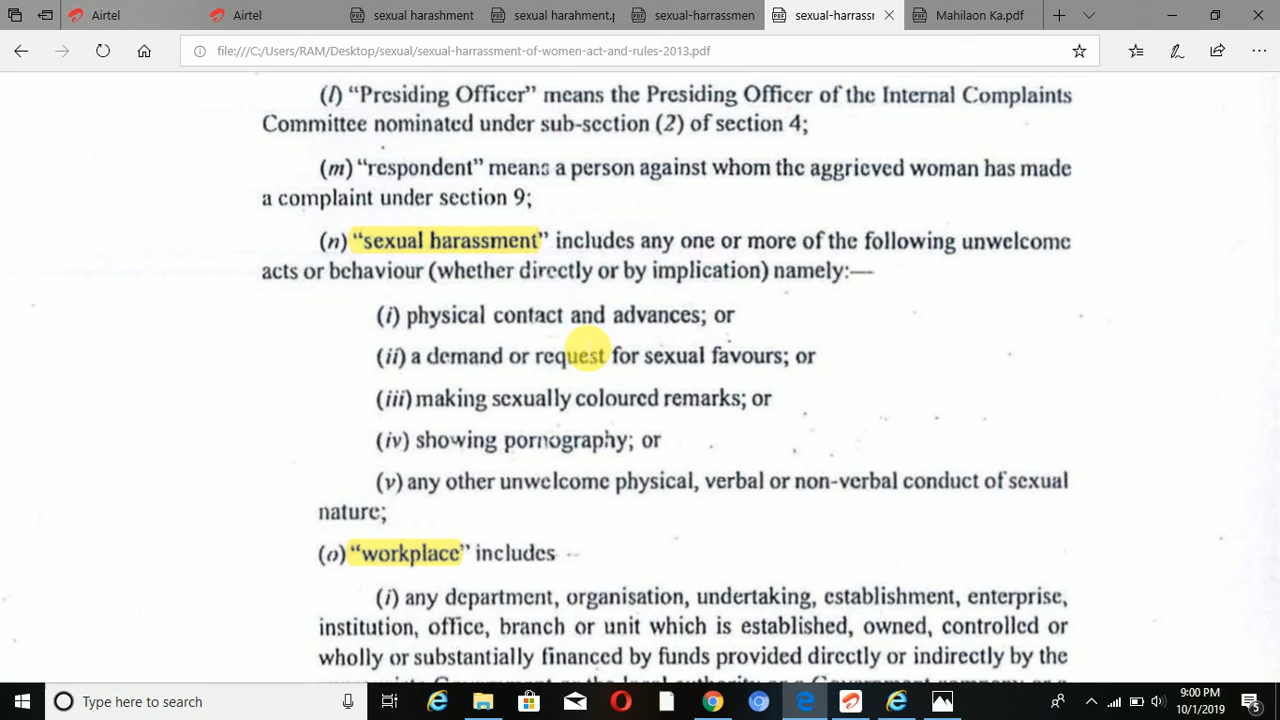 Airtel
Airtel
sexual harashment
sexual harahment.p
sexual-harrassmen
sexual-harrassr
Mahilaon Ka.pdf
file:///C:/Users/RAM/Desktop/sexual/sexual-harrassment-of-women-act-and-rules-2013.pdf
(l) “Presiding Officer” means the Presiding Officer of the Internal Complaints
Committee nominated under sub-section (2) of section 4;
(m) “respondent” means a person against whom the aggrieved woman has made
a complaint under section 9;
(n) “sexual harassment” includes any one or more of the following unwelcome
acts or behaviour (whether directly or by implication) namely:—
(i) physical contact and advances; or
(ii) a demand or request for sexual favours; or
(iii) making sexually coloured remarks; or
(iv) showing pornography; or
(v) any other unwelcome physical, verbal or non-verbal conduct of sexual
nature;
(o) “workplace” includes—
(i) any department, organisation, undertaking, establishment, enterprise,
institution, office, branch or unit which is established, owned, controlled or
wholly or substantially financed by funds provided directly or indirectly by the
Type here to search
9:00 PM
10/1/2019
5